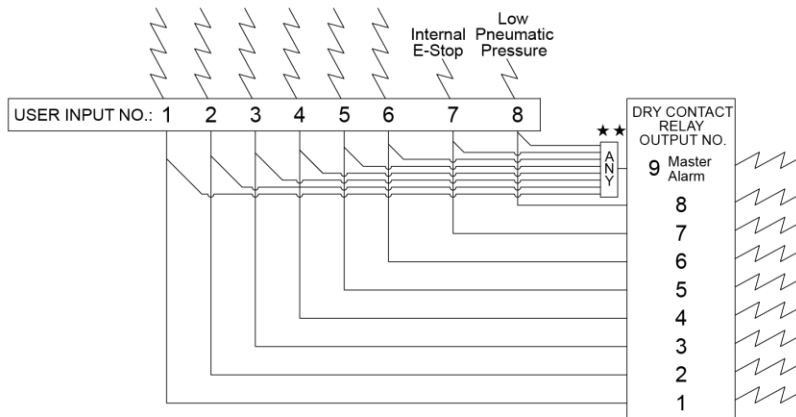 Internal
E-Stop
Low
Pneumatic
Pressure
USER INPUT NO.: 1 2 3 4 5 6 7 8
★★
ANY
DRY CONTACT
RELAY
OUTPUT NO.
9 Master
Alarm
8
7
6
5
4
3
2
1